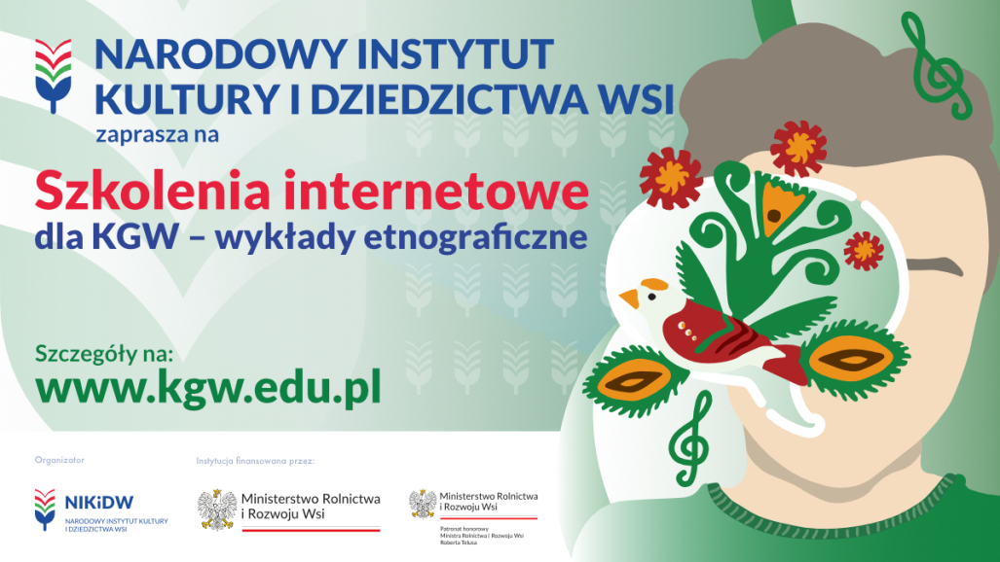 NARODOWY INSTYTUT
KULTURY I DZIEDZICTWA WSI
zaprasza na
Szkolenia internetowe
dla KGW – wykłady etnograficzne
Szczegóły na:
www.kgw.edu.pl
Organizator
NIKiDW
NARODOWY INSTYTUT KULTURY
I DZIEDZICTWA WSI
Instytucja finansowana przez:
Ministerstwo Rolnictwa
i Rozwoju Wsi
Ministerstwo Rolnictwa
i Rozwoju Wsi
Patronat honorowy
Ministra Rolnictwa i Rozwoju Wsi
Roberta Telusa